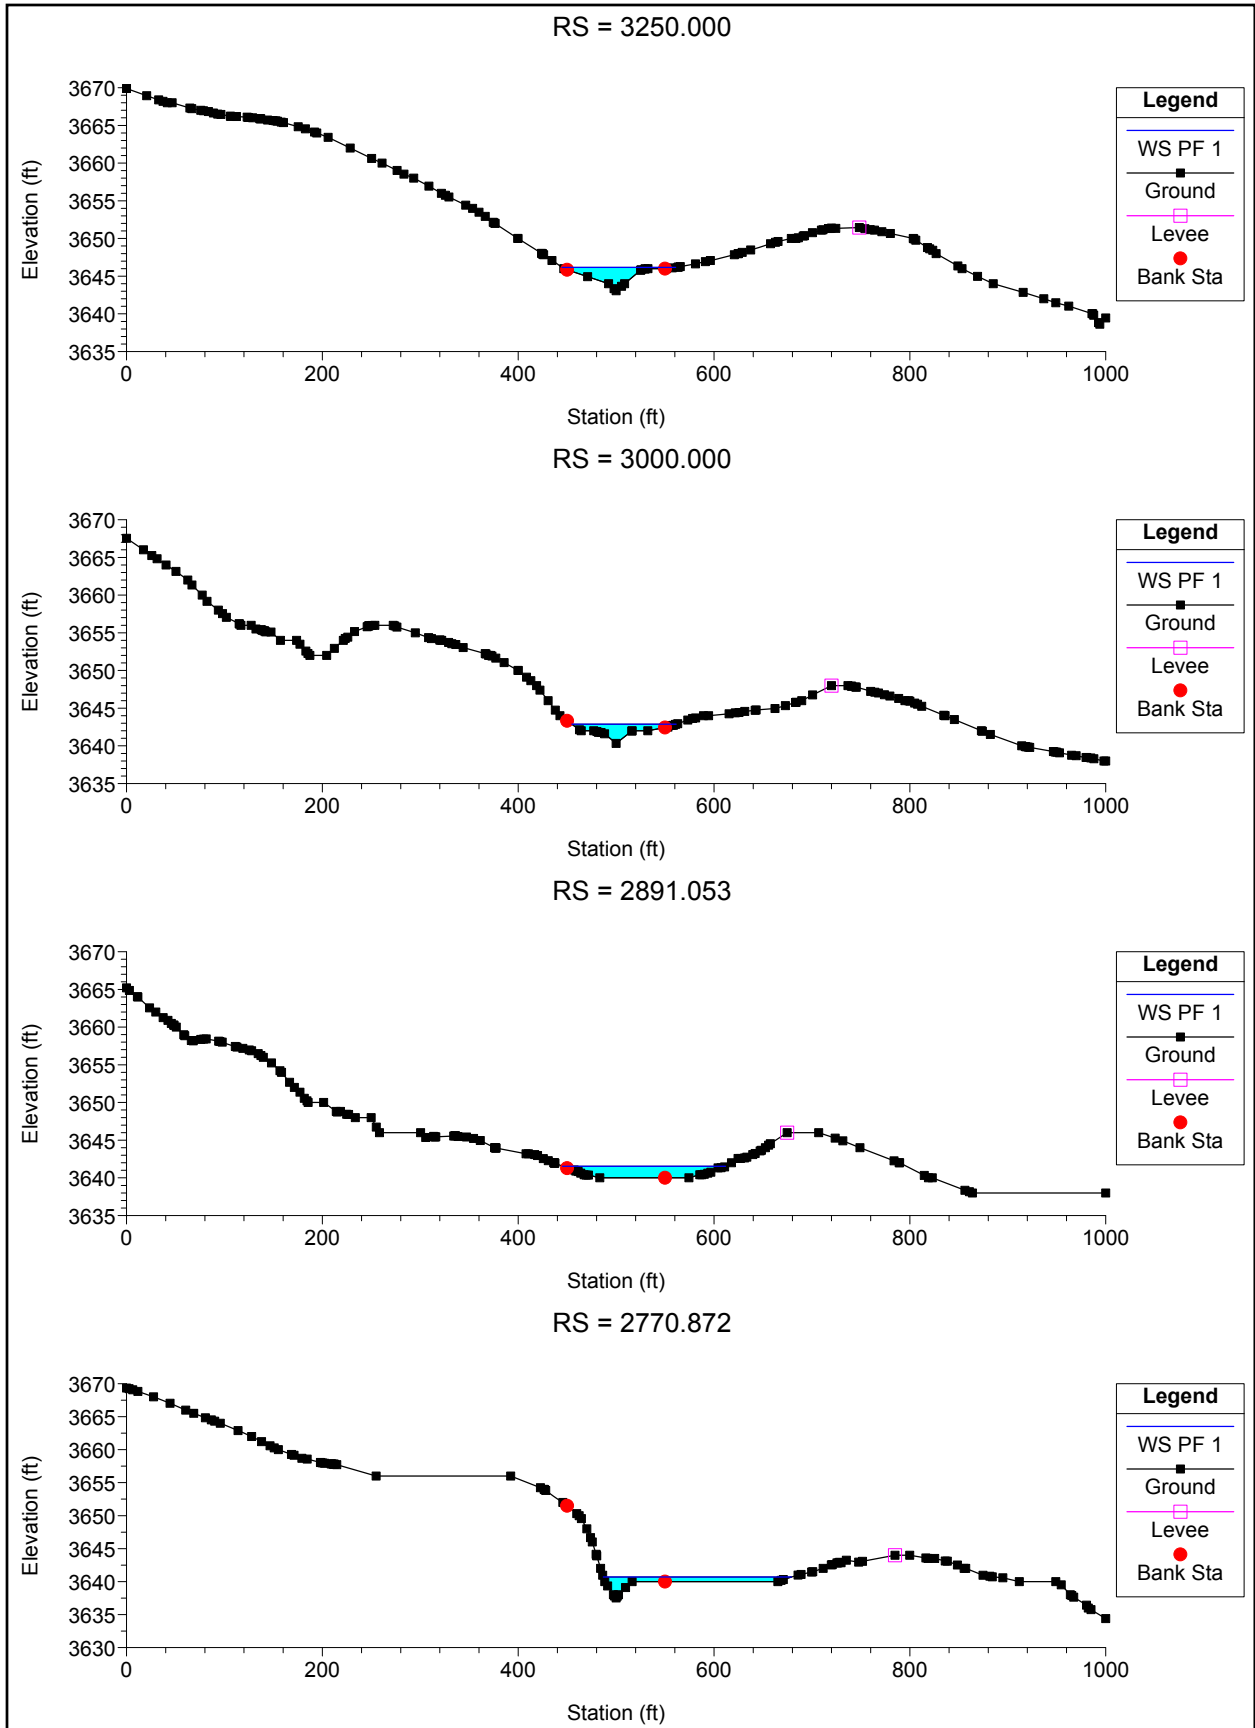 RS = 3250.000
Elevation (ft)
3670
3665
3660
3655
3650
3645
3640
3635
0 200 400 600 800 1000
Station (ft)
Legend
WS PF 1
Ground
Levee
Bank Sta
RS = 3000.000
Elevation (ft)
3670
3665
3660
3655
3650
3645
3640
3635
0 200 400 600 800 1000
Station (ft)
Legend
WS PF 1
Ground
Levee
Bank Sta
RS = 2891.053
Elevation (ft)
3670
3665
3660
3655
3650
3645
3640
3635
0 200 400 600 800 1000
Station (ft)
Legend
WS PF 1
Ground
Levee
Bank Sta
RS = 2770.872
Elevation (ft)
3670
3665
3660
3655
3650
3645
3640
3635
3630
0 200 400 600 800 1000
Station (ft)
Legend
WS PF 1
Ground
Levee
Bank Sta